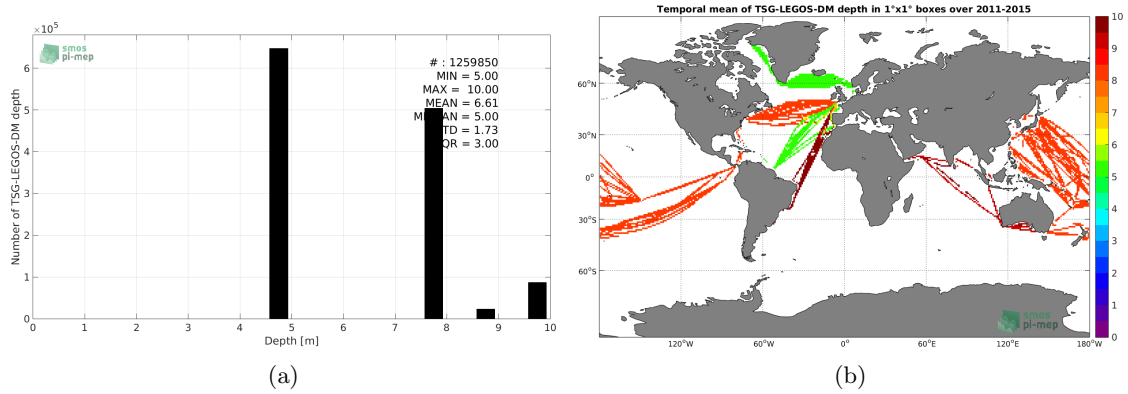 ×10^5
smos
pi-mep
# : 1259850
MIN = 5.00
MAX = 10.00
MEAN = 6.61
= 5.00
= 1.73
= 3.00
Number of TSG-LEGOS-DM depth
6
5
4
3
2
1
0
0 1 2 3 4 5 6 7 8 9 10
Depth [m]
(a)
Temporal mean of TSG-LEGOS-DM depth in 1°x1° boxes over 2011-2015
60°N
30°N
0°
30°S
60°S
120°W 60°W 0° 60°E 120°E 180°W
smos
pi-mep
10
9
8
7
6
5
4
3
2
1
0
(b)